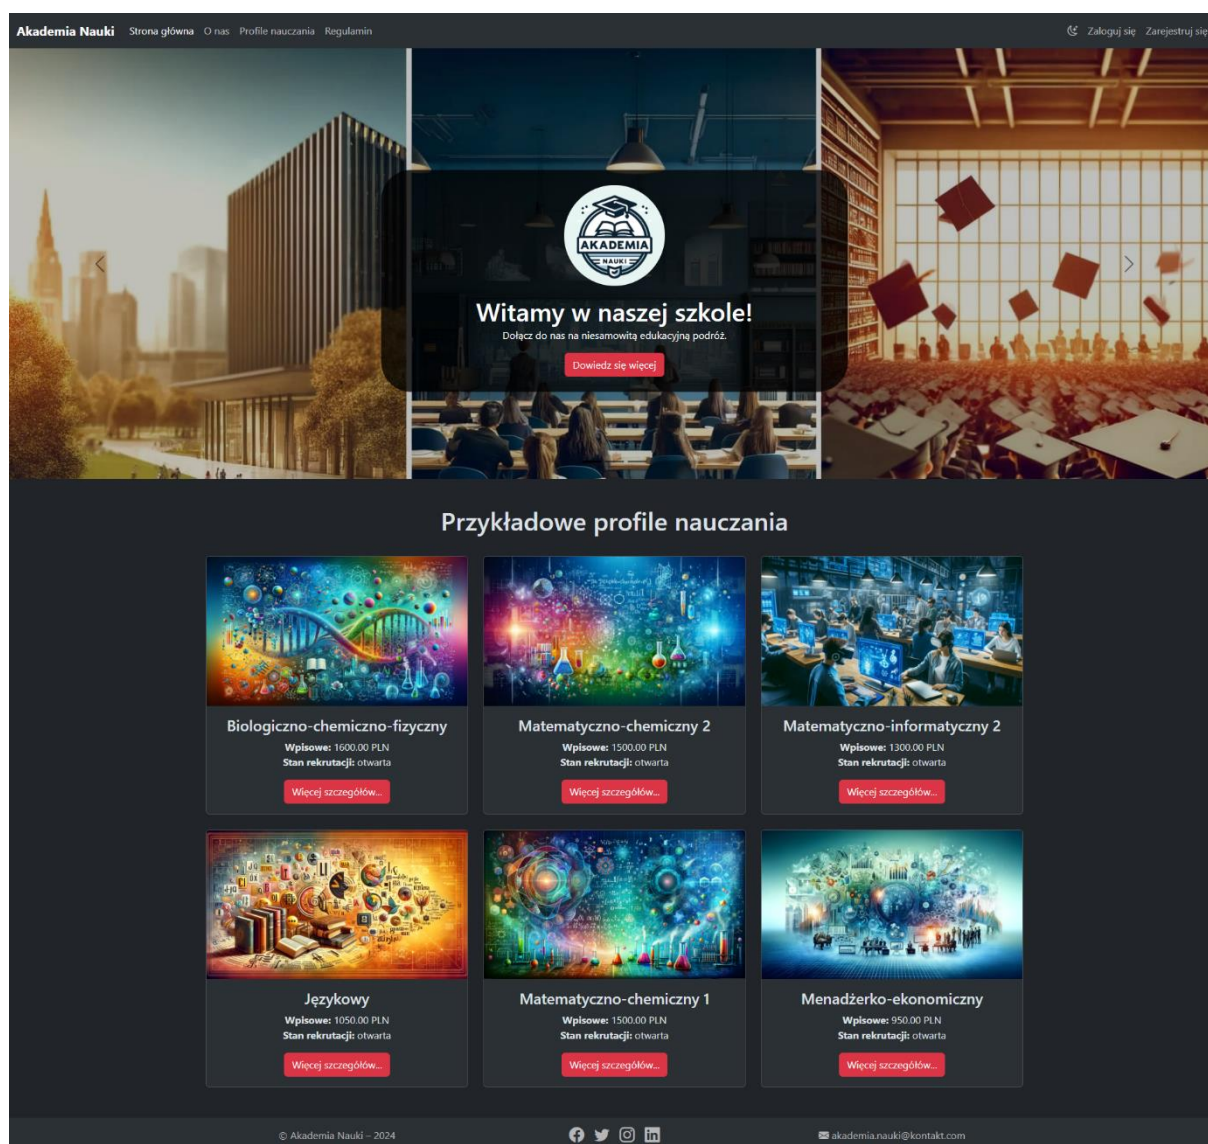 Akademia Nauki Strona główna O nas Profile nauczania Regulamin Zaloguj się Zarejestruj się
AKADEMIA
NAUKI
Witamy w naszej szkole!
Dołącz do nas na niesamowitą edukacyjną podróż.
Dowiedz się więcej
Przykładowe profile nauczania
Biologiczno-chemiczno-fizyczny
Wpisowe: 1600.00 PLN
Stan rekrutacji: otwarta
Więcej szczegółów...
Matematyczno-chemiczny 2
Wpisowe: 1500.00 PLN
Stan rekrutacji: otwarta
Więcej szczegółów...
Matematyczno-informatyczny 2
Wpisowe: 1300.00 PLN
Stan rekrutacji: otwarta
Więcej szczegółów...
Językowy
Wpisowe: 1050.00 PLN
Stan rekrutacji: otwarta
Więcej szczegółów...
Matematyczno-chemiczny 1
Wpisowe: 1500.00 PLN
Stan rekrutacji: otwarta
Więcej szczegółów...
Menadżerko-ekonomiczny
Wpisowe: 950.00 PLN
Stan rekrutacji: otwarta
Więcej szczegółów...
© Akademia Nauki – 2024
akademia.nauki@kontakt.com